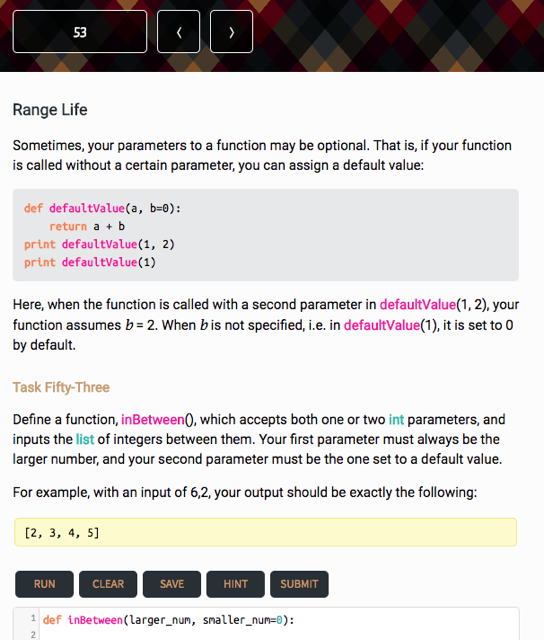 53
‹ ›
Range Life
Sometimes, your parameters to a function may be optional. That is, if your function
is called without a certain parameter, you can assign a default value:
def defaultValue(a, b=0):
    return a + b
print defaultValue(1, 2)
print defaultValue(1)
Here, when the function is called with a second parameter in defaultValue(1, 2), your
function assumes b = 2. When b is not specified, i.e. in defaultValue(1), it is set to 0
by default.
Task Fifty-Three
Define a function, inBetween(), which accepts both one or two int parameters, and
inputs the list of integers between them. Your first parameter must always be the
larger number, and your second parameter must be the one set to a default value.
For example, with an input of 6,2, your output should be exactly the following:
[2, 3, 4, 5]
RUN CLEAR SAVE HINT SUBMIT
1 def inBetween(larger_num, smaller_num=0):
2